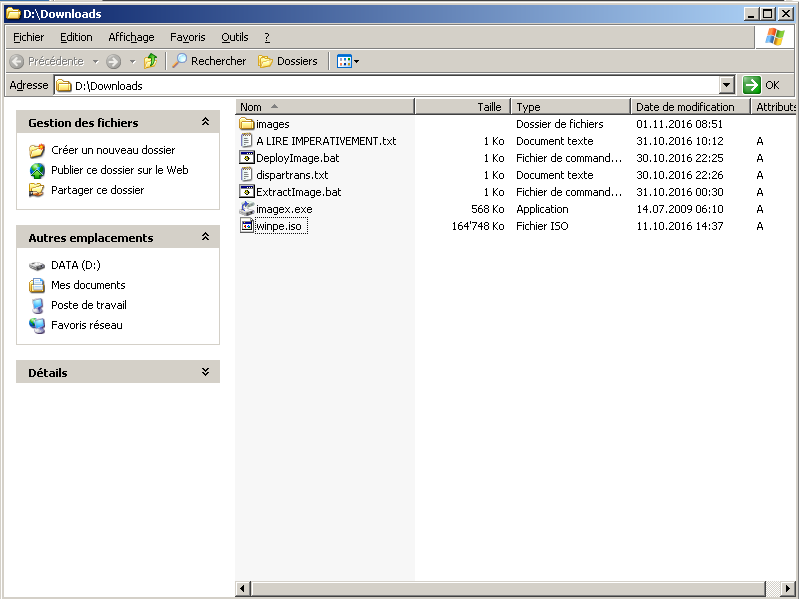 D:\Downloads
Fichier Edition Affichage Favoris Outils ?
Précédente Rechercher Dossiers
Adresse D:\Downloads OK
Gestion des fichiers
Créer un nouveau dossier
Publier ce dossier sur le Web
Partager ce dossier
Autres emplacements
DATA (D:)
Mes documents
Poste de travail
Favoris réseau
Détails
Nom Taille Type Date de modification Attributs
images Dossier de fichiers 01.11.2016 08:51
A LIRE IMPERATIVEMENT.txt 1 Ko Document texte 31.10.2016 10:12 A
DeployImage.bat 1 Ko Fichier de command... 30.10.2016 22:25 A
dispartrans.txt 1 Ko Document texte 30.10.2016 22:26 A
ExtractImage.bat 1 Ko Fichier de command... 31.10.2016 00:30 A
imagex.exe 568 Ko Application 14.07.2009 06:10 A
winpe.iso 164'748 Ko Fichier ISO 11.10.2016 14:37 A